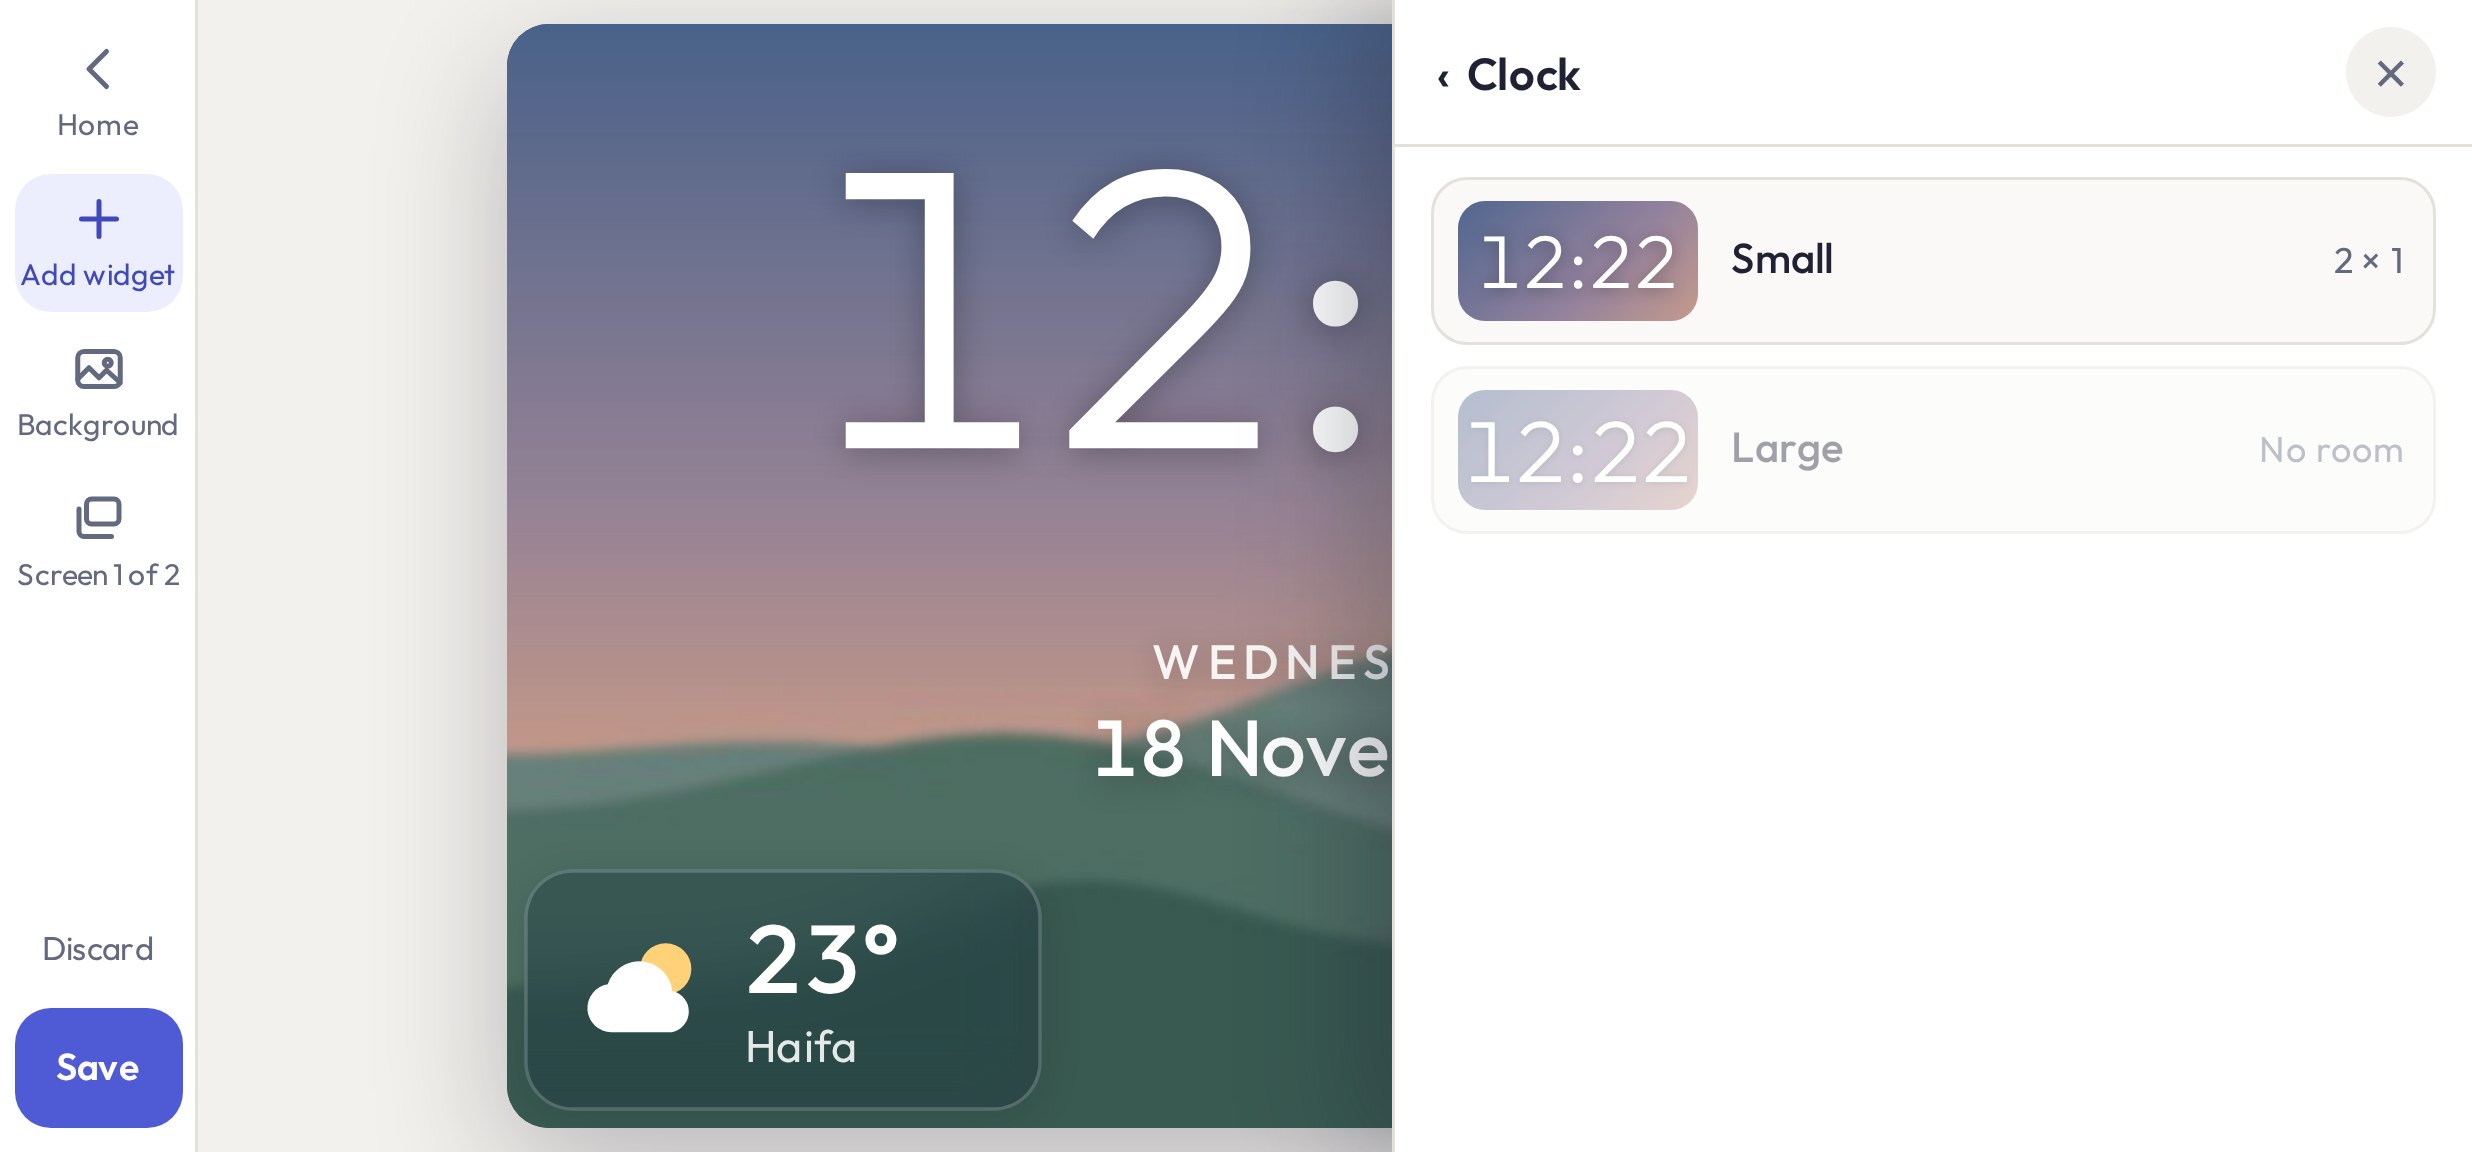 Home
Add widget
Background
Screen 1 of 2
Discard
Save
12:
WEDNES
18 Nove
23°
Haifa
‹ Clock
12:22 Small 2 × 1
12:22 Large No room